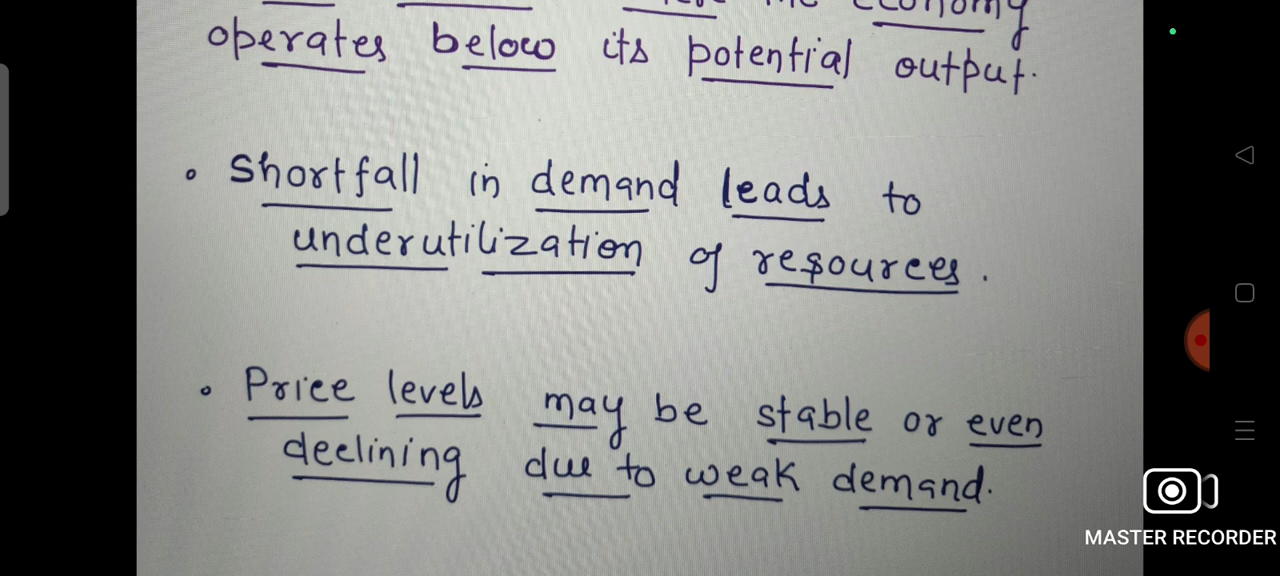 economy
operates below its potential output.
• Shortfall in demand leads to
underutilization of resources.
• Price levels may be stable or even
declining due to weak demand.
MASTER RECORDER